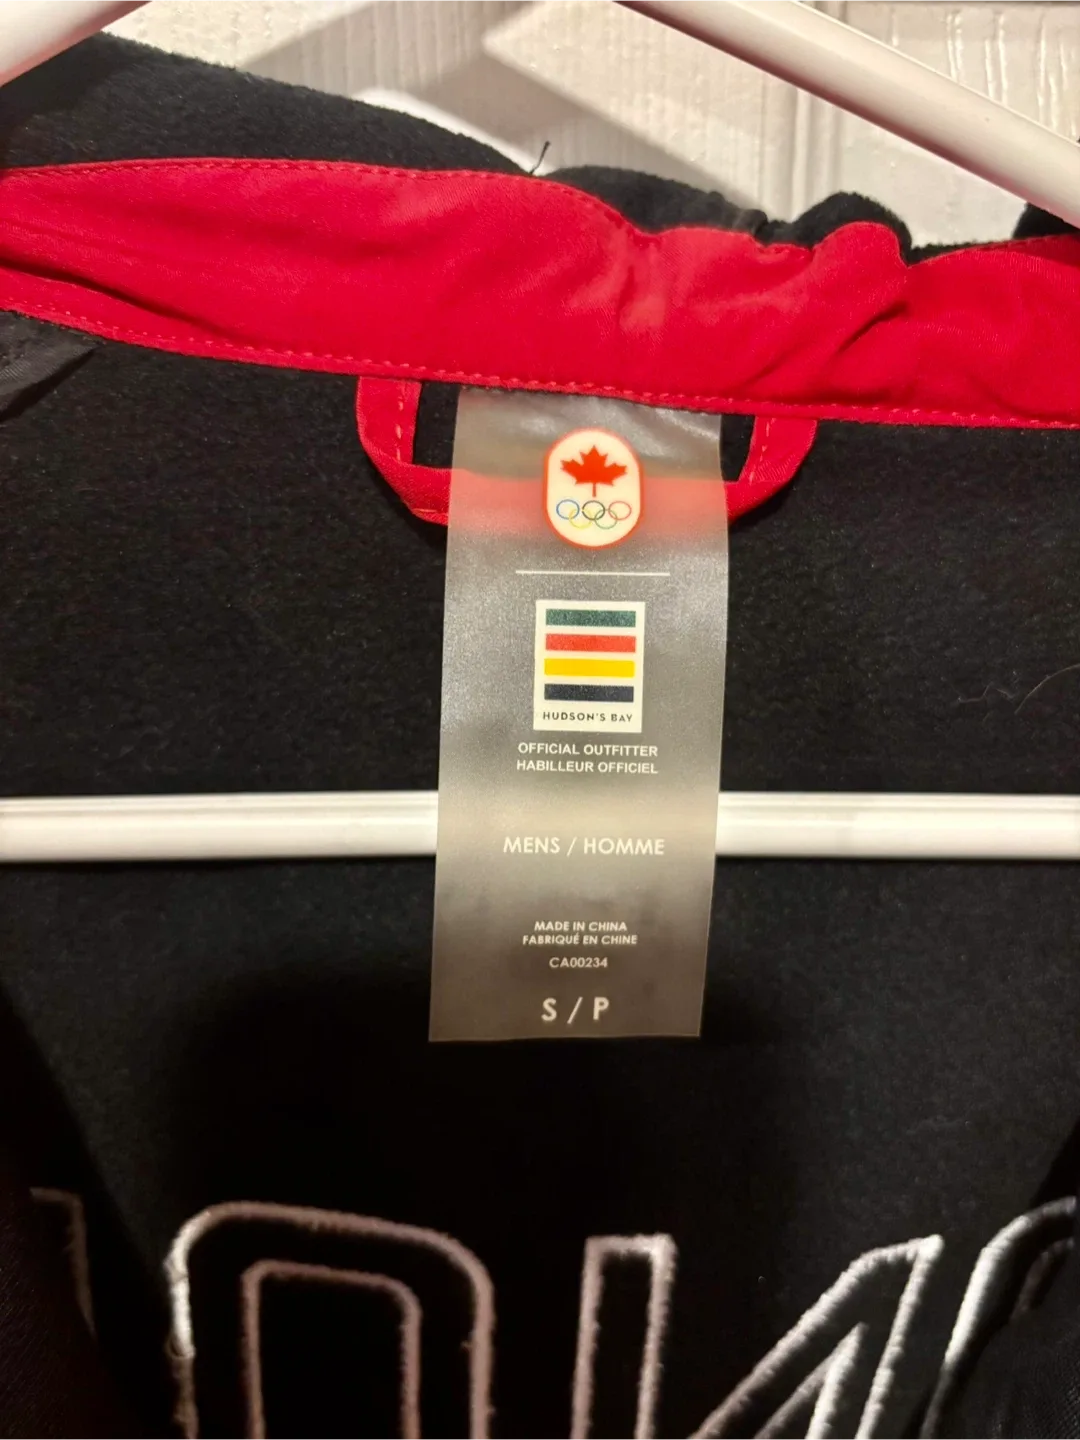 HUDSON'S BAY
OFFICIAL OUTFITTER
HABILLEUR OFFICIEL
MENS / HOMME
MADE IN CHINA
FABRIQUÉ EN CHINE
CA00234
S / P